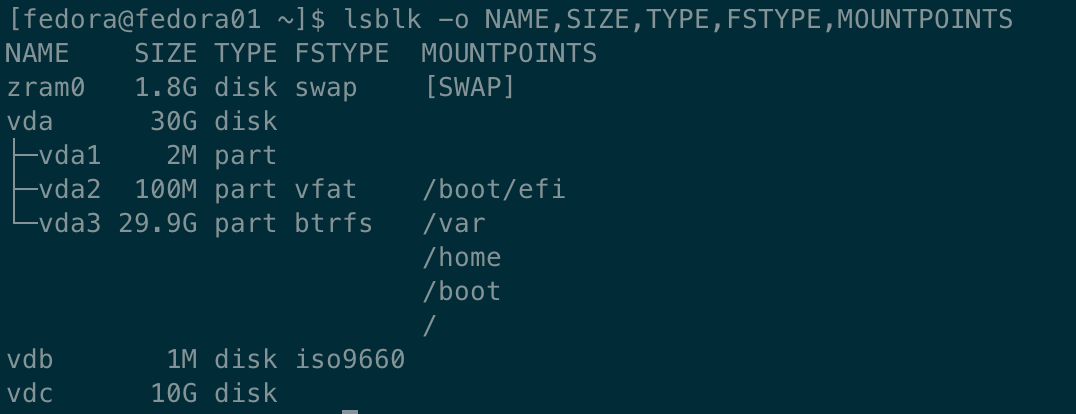 [fedora@fedora01 ~]$ lsblk -o NAME,SIZE,TYPE,FSTYPE,MOUNTPOINTS
NAME    SIZE TYPE FSTYPE  MOUNTPOINTS
zram0   1.8G disk swap    [SWAP]
vda      30G disk
├─vda1    2M part
├─vda2  100M part vfat    /boot/efi
└─vda3 29.9G part btrfs   /var
                          /home
                          /boot
                          /
vdb       1M disk iso9660
vdc      10G disk